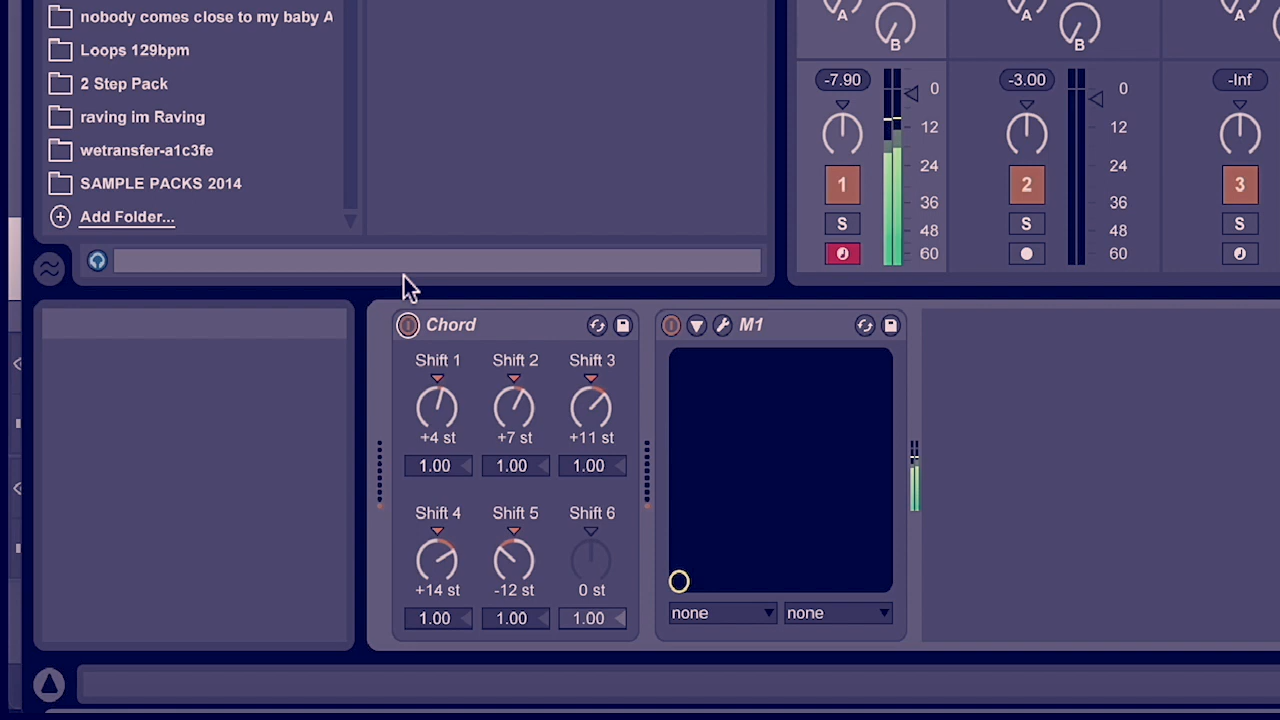 nobody comes close to my baby A
Loops 129bpm
2 Step Pack
raving im Raving
wetransfer-a1c3fe
SAMPLE PACKS 2014
Add Folder...
A A A
B B
-7.90 -3.00 -Inf
0 0
12 12
24 24
1 2 3
36 36
S S S
48 48
60 60
Chord M1
Shift 1 Shift 2 Shift 3
+4 st +7 st +11 st
1.00 1.00 1.00
Shift 4 Shift 5 Shift 6
+14 st -12 st 0 st
1.00 1.00 1.00
none none